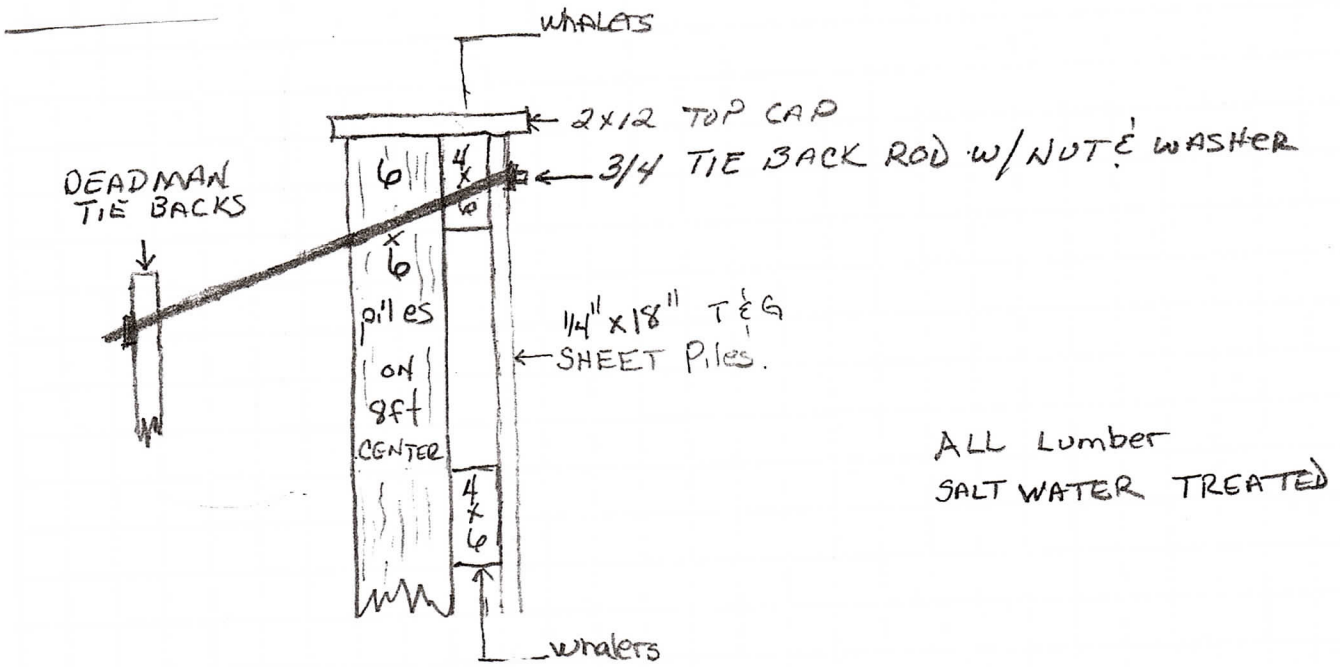 WHALERS
2x12 TOP CAP
3/4 TIE BACK ROD W/NUT & WASHER
DEADMAN
TIE BACKS
4
x
6
6
x
6
piles
ON
8ft
CENTER
1/4" x 18" T & G
SHEET Piles.
4
x
6
ALL Lumber
SALT WATER TREATED
whalers